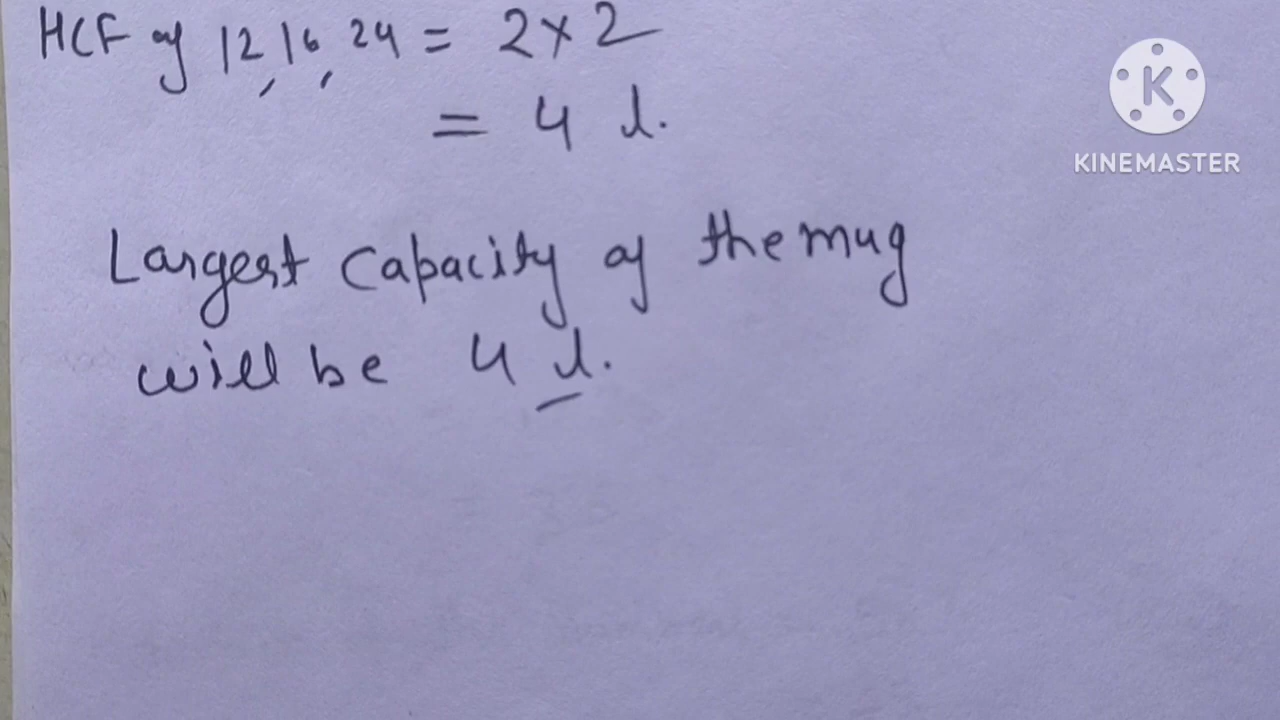 HCF of 12, 16, 24 = 2 × 2
= 4 l.
K
KINEMASTER
Largest capacity of the mug
will be 4 l.